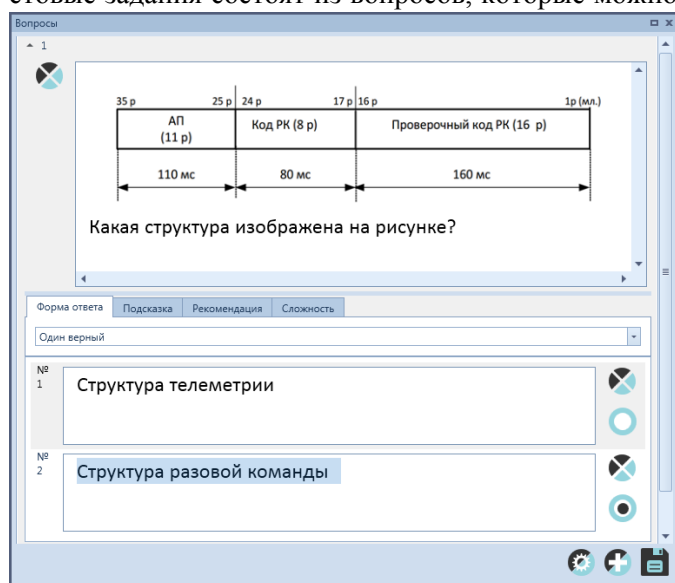 стовые задания состоят из вопросов, которые можно
Вопросы
1
35 р 25 р 24 р 17 р 16 р 1р (мл.)
АП Код РК (8 р) Проверочный код РК (16 р)
(11 р)
110 мс 80 мс 160 мс
Какая структура изображена на рисунке?
Форма ответа Подсказка Рекомендация Сложность
Один верный
№
1 Структура телеметрии
№
2 Структура разовой команды